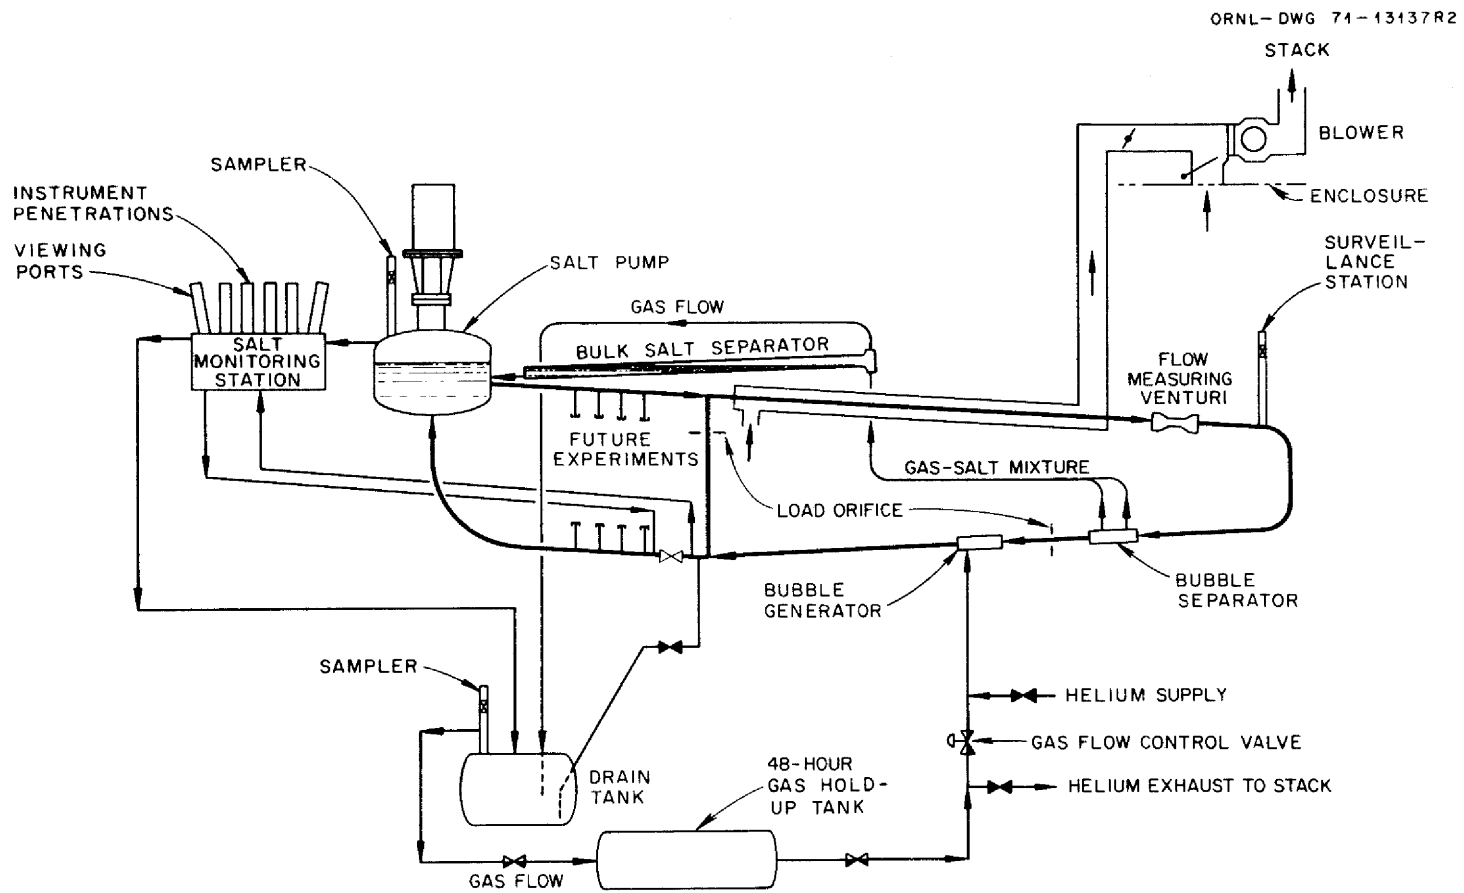 ORNL-DWG 71-13137R2
STACK
BLOWER
ENCLOSURE
SURVEIL-
LANCE
STATION
SAMPLER
INSTRUMENT
PENETRATIONS
VIEWING
PORTS
SALT PUMP
GAS FLOW
BULK SALT SEPARATOR
SALT
MONITORING
STATION
FLOW
MEASURING
VENTURI
FUTURE
EXPERIMENTS
GAS-SALT MIXTURE
LOAD ORIFICE
BUBBLE
GENERATOR
BUBBLE
SEPARATOR
SAMPLER
HELIUM SUPPLY
GAS FLOW CONTROL VALVE
HELIUM EXHAUST TO STACK
DRAIN
TANK
48-HOUR
GAS HOLD-
UP TANK
GAS FLOW